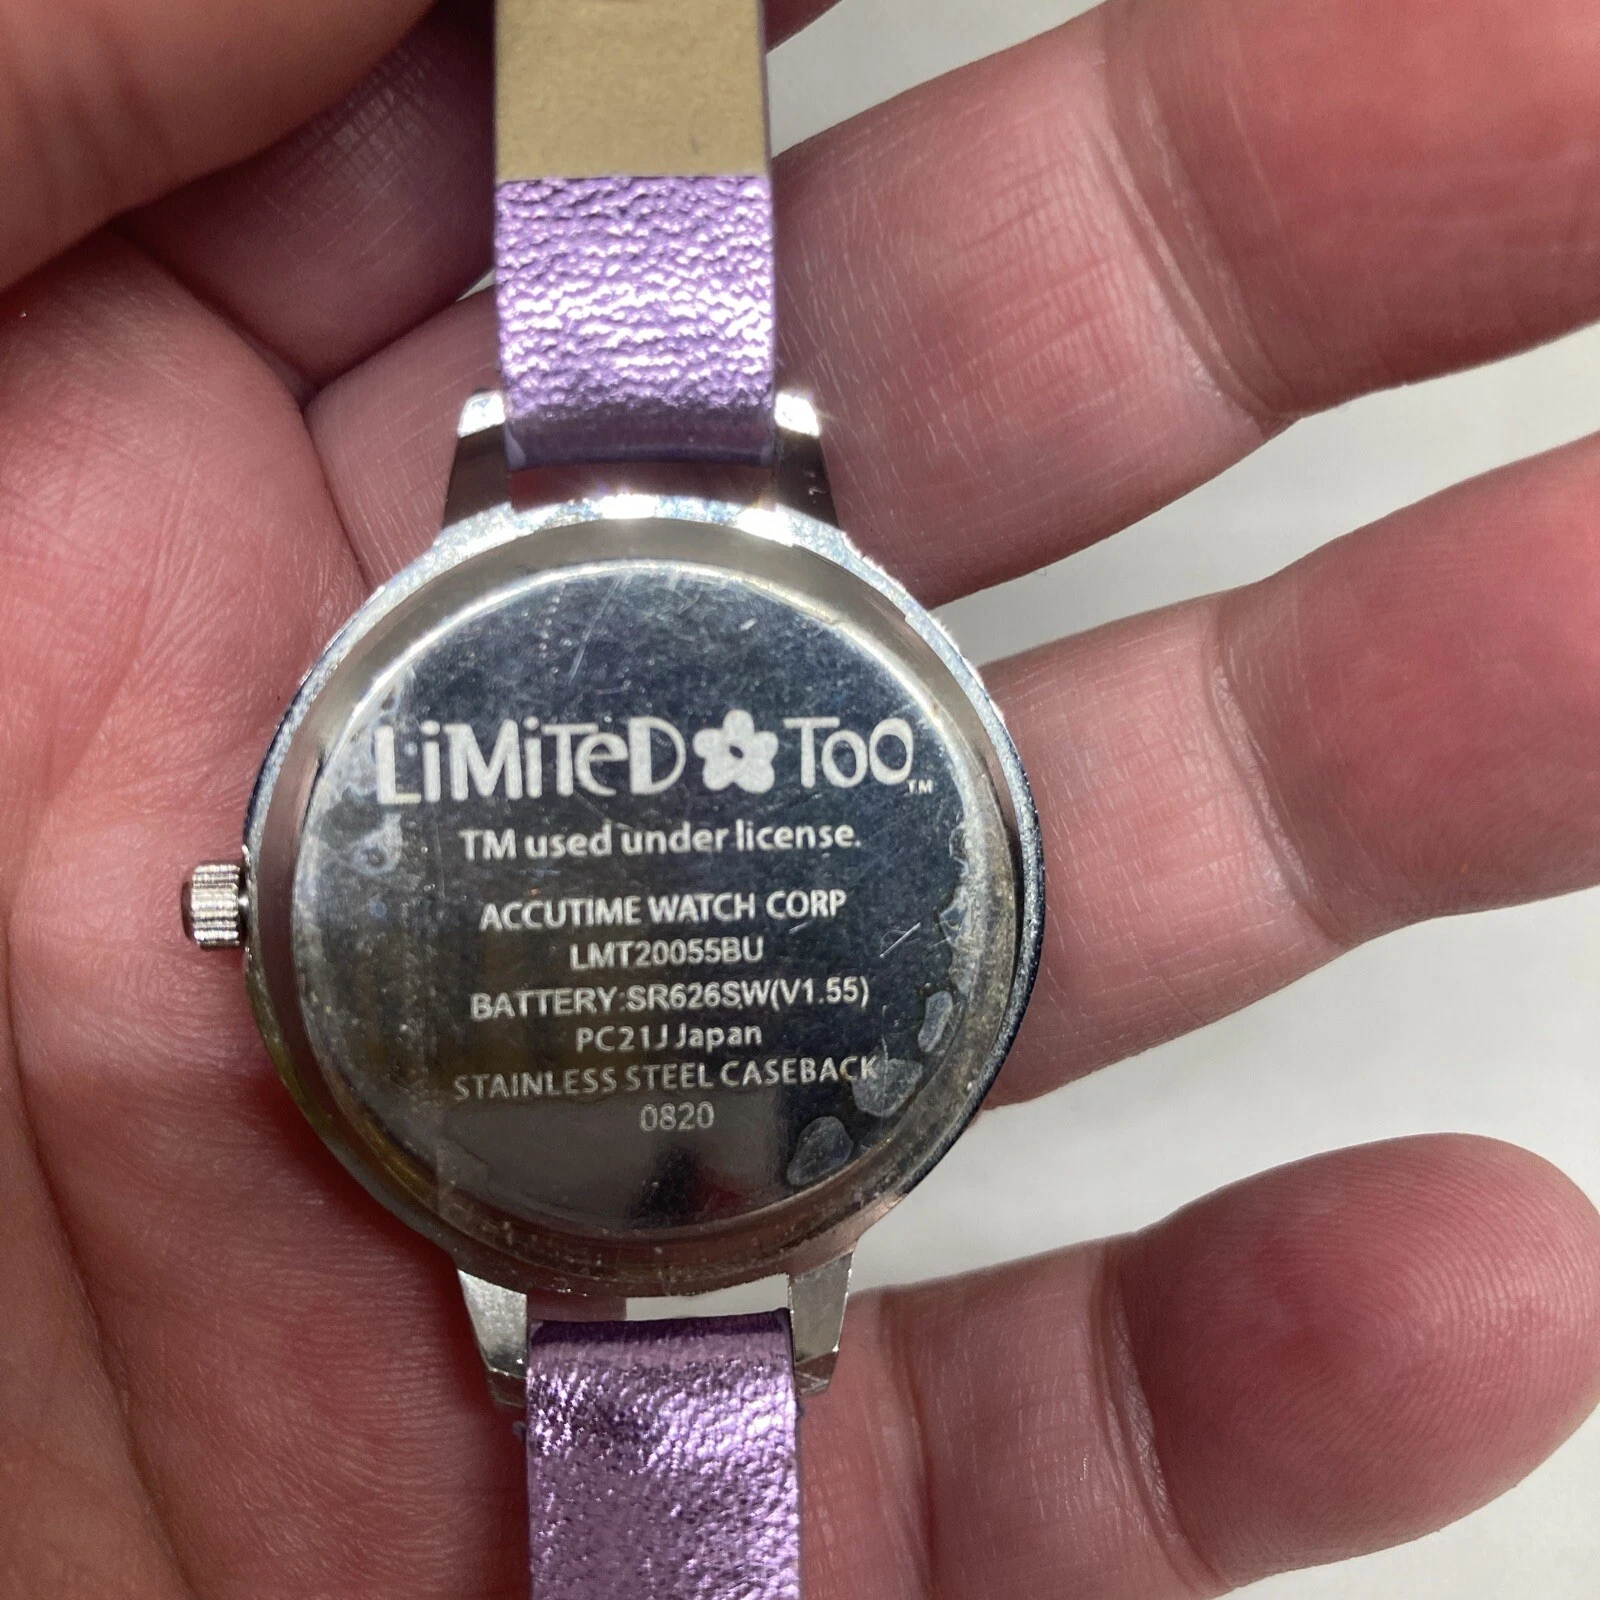 LiMiTeD TOO TM
TM used under license.
ACCUTIME WATCH CORP
LMT20055BU
BATTERY:SR626SW(V1.55)
PC21J Japan
STAINLESS STEEL CASEBACK
0820